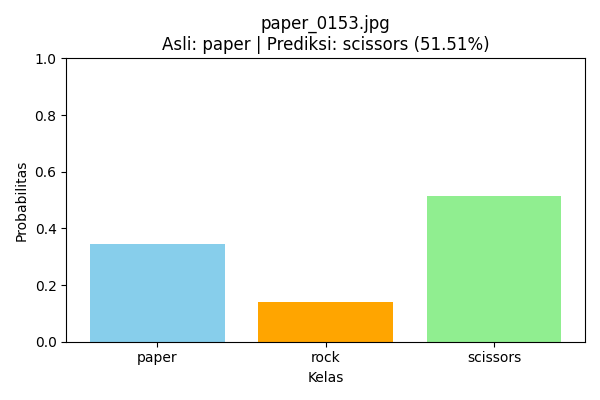 paper_0153.jpg
Asli: paper | Prediksi: scissors (51.51%)
1.0
0.8
0.6
0.4
0.2
0.0
Probabilitas
paper
rock
scissors
Kelas